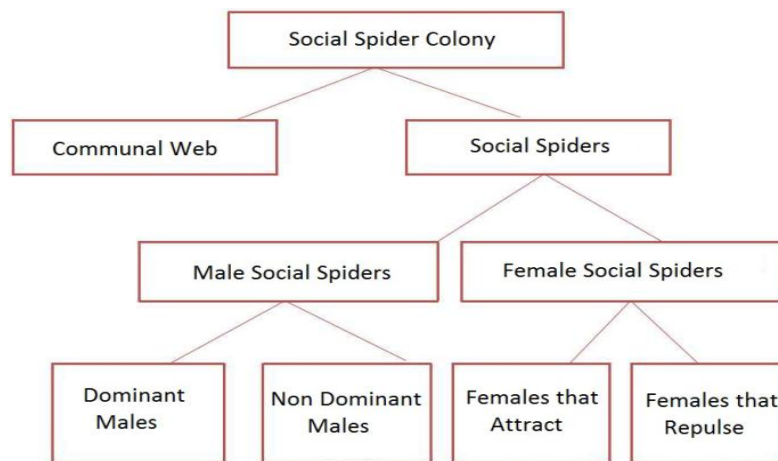 Social Spider Colony
Communal Web
Social Spiders
Male Social Spiders
Female Social Spiders
Dominant
Males
Non Dominant
Males
Females that
Attract
Females that
Repulse